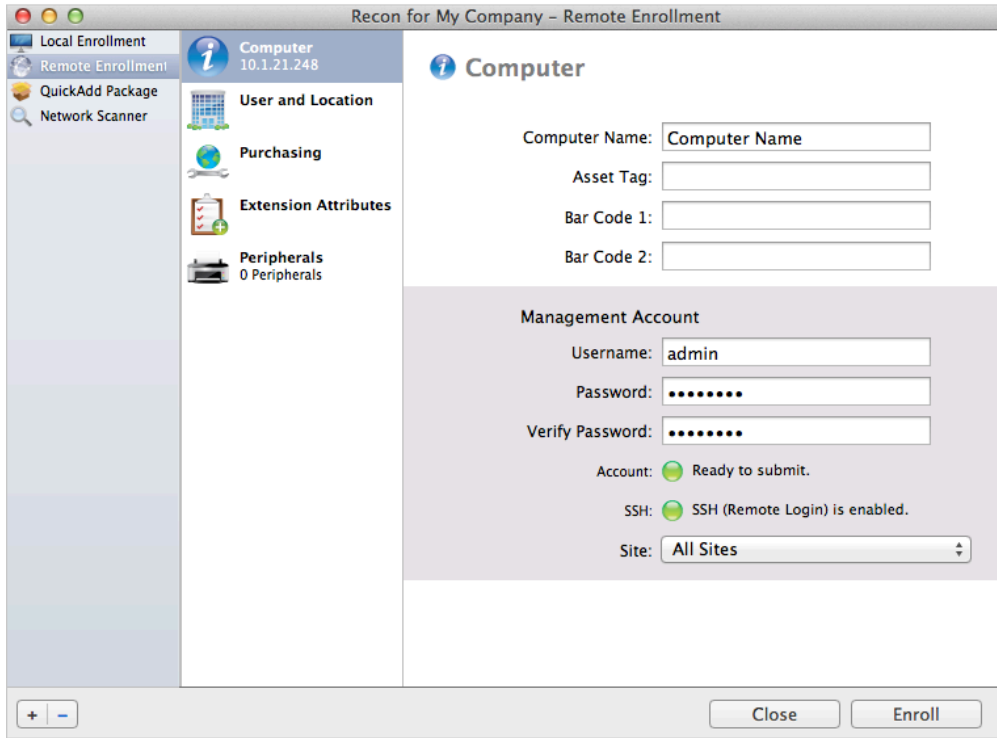 Recon for My Company – Remote Enrollment
Local Enrollment
Remote Enrollment
QuickAdd Package
Network Scanner
Computer
10.1.21.248
User and Location
Purchasing
Extension Attributes
Peripherals
0 Peripherals
Computer
Computer Name: Computer Name
Asset Tag:
Bar Code 1:
Bar Code 2:
Management Account
Username: admin
Password: ••••••••
Verify Password: ••••••••
Account: Ready to submit.
SSH: SSH (Remote Login) is enabled.
Site: All Sites
+ −
Close
Enroll